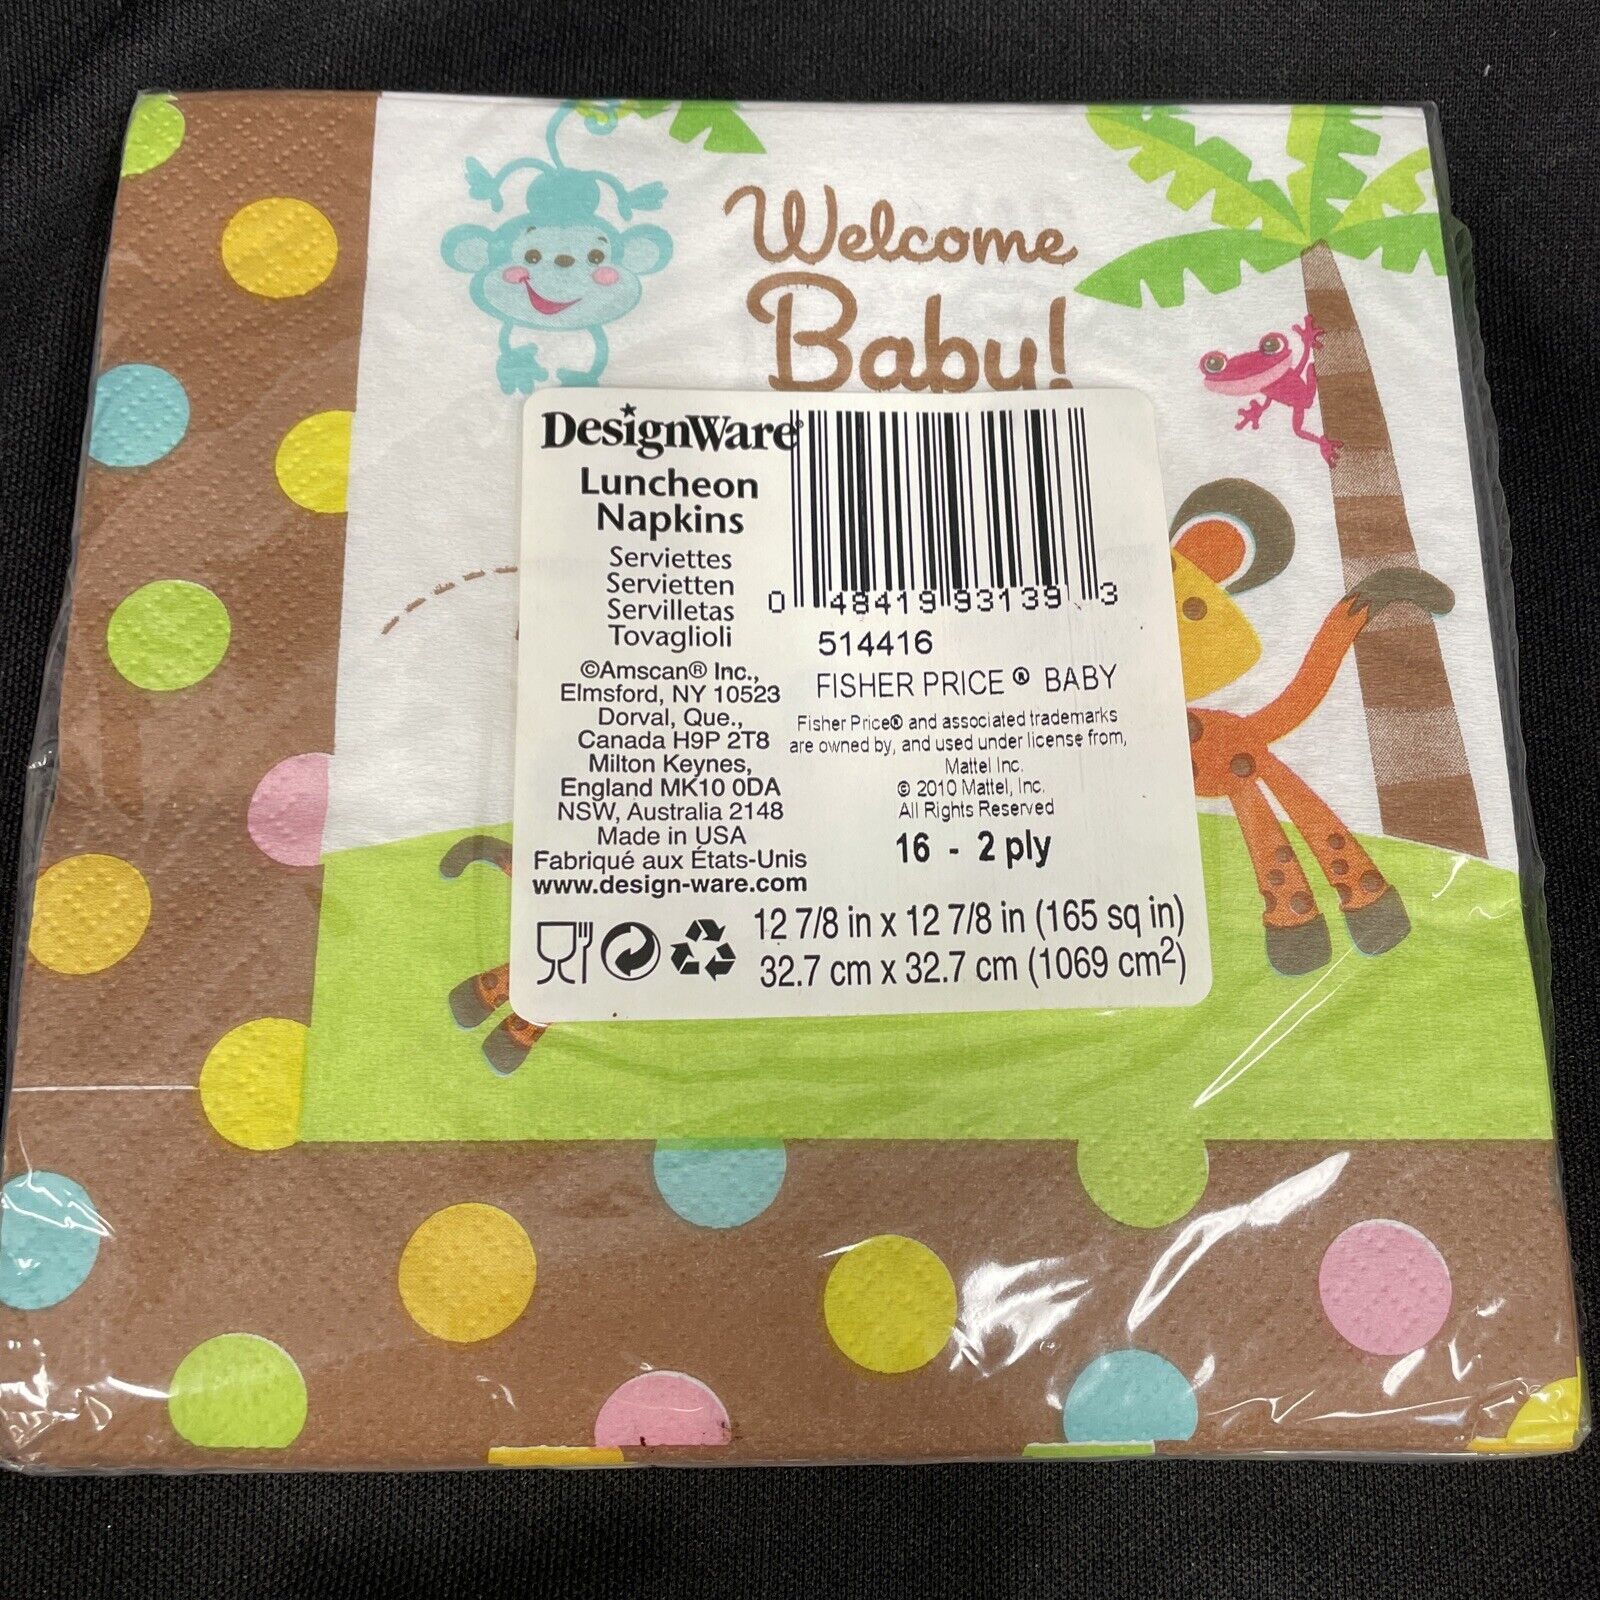 Welcome
Baby!
DesignWare®
Luncheon
Napkins
Serviettes
Servietten
Servilletas
Tovaglioli
©Amscan® Inc.,
Elmsford, NY 10523
Dorval, Que.,
Canada H9P 2T8
Milton Keynes,
England MK10 0DA
NSW, Australia 2148
Made in USA
Fabriqué aux États-Unis
www.design-ware.com
0 48419 93139 3
514416
FISHER PRICE ® BABY
Fisher Price® and associated trademarks
are owned by, and used under license from,
Mattel Inc.
© 2010 Mattel, Inc.
All Rights Reserved
16 - 2 ply
12 7/8 in x 12 7/8 in (165 sq in)
32.7 cm x 32.7 cm (1069 cm²)